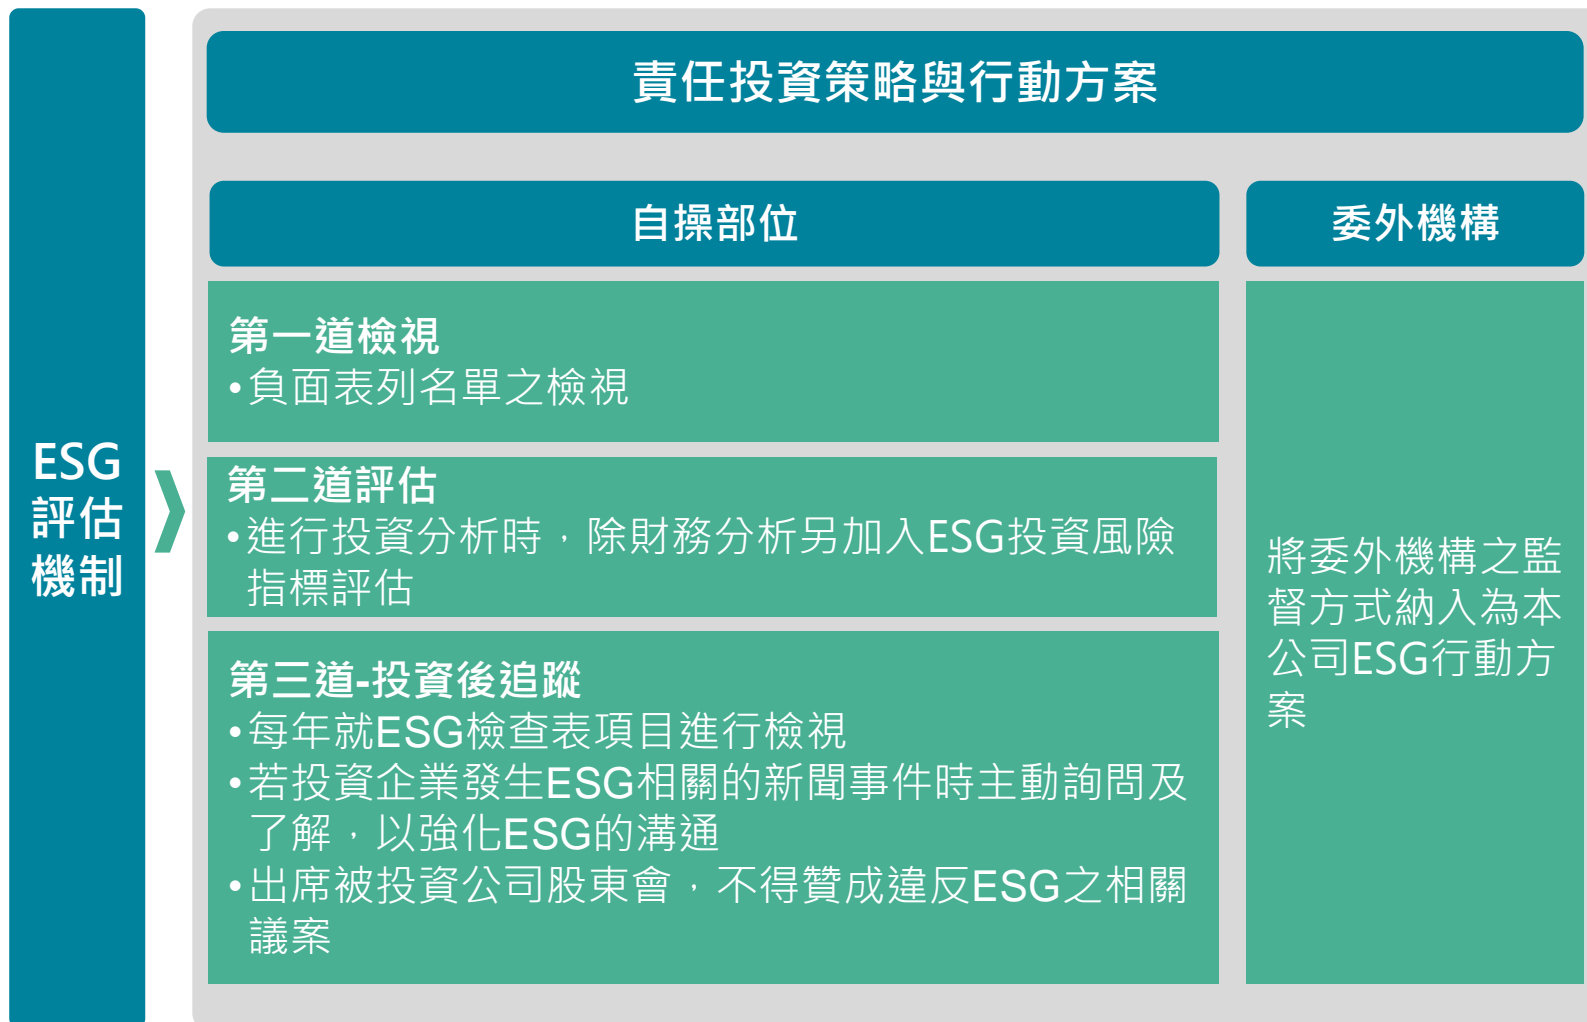 ESG
評估
機制
責任投資策略與行動方案
自操部位
第一道檢視
•負面表列名單之檢視
第二道評估
•進行投資分析時，除財務分析另加入ESG投資風險
指標評估
第三道-投資後追蹤
•每年就ESG檢查表項目進行檢視
•若投資企業發生ESG相關的新聞事件時主動詢問及
了解，以強化ESG的溝通
•出席被投資公司股東會，不得贊成違反ESG之相關
議案
委外機構
將委外機構之監
督方式納入為本
公司ESG行動方
案